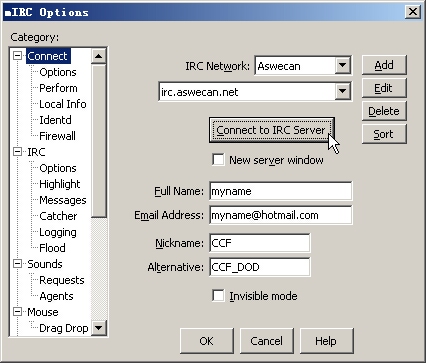 mIRC Options
Category:
Connect
Options
Perform
Local Info
Identd
Firewall
IRC
Options
Highlight
Messages
Catcher
Logging
Flood
Sounds
Requests
Agents
Mouse
Drag Drop
IRC Network: Aswecan
Add
irc.aswecan.net
Edit
Delete
Connect to IRC Server
Sort
New server window
Full Name: myname
Email Address: myname@hotmail.com
Nickname: CCF
Alternative: CCF_DOD
Invisible mode
OK Cancel Help